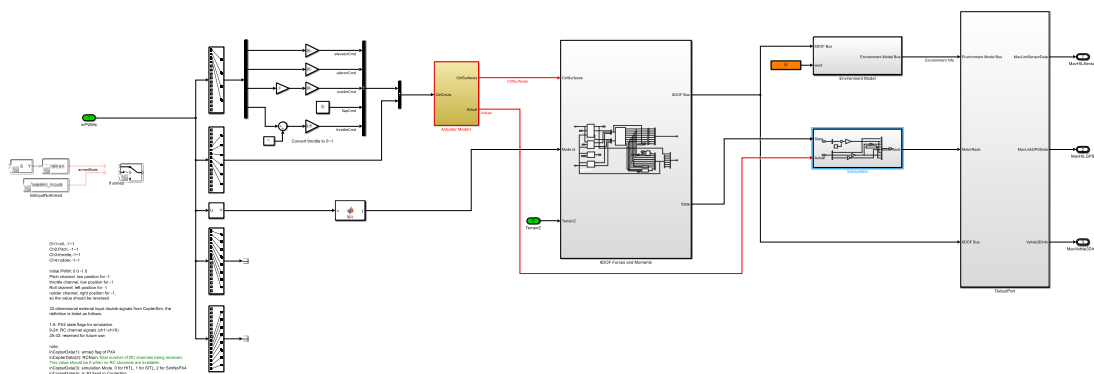 elevatorCmd
aileronCmd
rudderCmd
flapCmd
throttleCmd
Convert throttle to 0~1
CtrlSurfaces
Actuat
Actuator Model1
CtrlSurfaces
Actuat
CtrlSurfaces
6DOF Bus
State
TerrainZ
TerrainZ
6DOF Forces and Moments
6DOF Bus
wind
Environment Model Bus
Environment Model
Environment Info
State
Actuat
Subsystem
Environment Model Bus
MotorRads
6DOF Bus
MavLinkSensorData
MavLinkGPSData
Vehile3DInfo
OutputPort
MavHILSensor
MavHILGPS
MavVehile3DInfo
inPWMs
armedState
If armed
InitInputNoArmed
fcn
Ch1:roll, -1~1
Ch2:Pitch, -1~1
Ch3:throttle,-1~1
Ch4:rudder,-1~1
Initial PWM: 0 0 -1 0
Pitch channel, low position for -1
throttle channel, low position for -1
Roll channel, left position for -1
rudder channel, right position for -1,
so the value should be reversed
32-dimensional external input double signals from CopterSim, the
definition is listed as follows.
1-8: PX4 state flags for simulation.
9-24: RC channel signals (ch1~ch16)
25-32: reserved for future use
note:
inCopterData(1): armed flag of PX4
inCopterData(2): RCNum,Total number of RC channels being received.
This value should be 0 when no RC channels are available.
inCopterData(3): simulation Mode, 0 for HITL, 1 for SITL, 2 for SimNoPX4